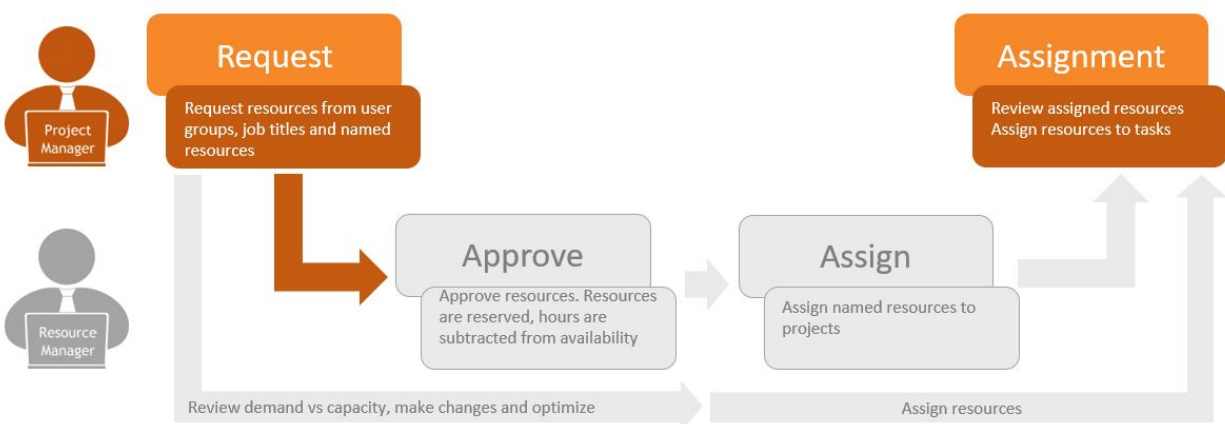 Request
Request resources from user
groups, job titles and named
resources
Assignment
Review assigned resources
Assign resources to tasks
Project
Manager
Approve
Approve resources. Resources
are reserved, hours are
subtracted from availability
Assign
Assign named resources to
projects
Resource
Manager
Review demand vs capacity, make changes and optimize
Assign resources